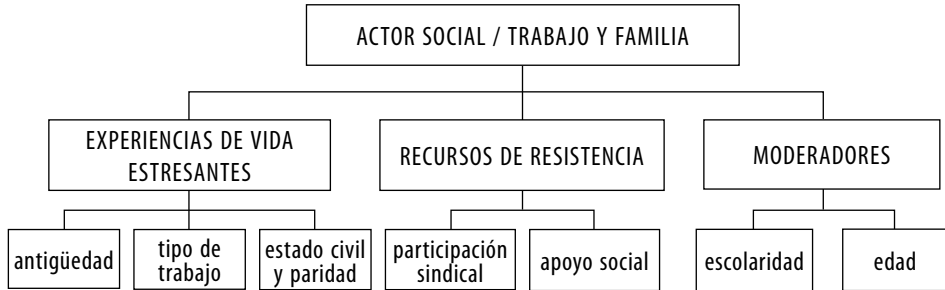 ACTOR SOCIAL / TRABAJO Y FAMILIA
EXPERIENCIAS DE VIDA
ESTRESANTES
RECURSOS DE RESISTENCIA
MODERADORES
antigüedad
tipo de
trabajo
estado civil
y paridad
participación
sindical
apoyo social
escolaridad
edad